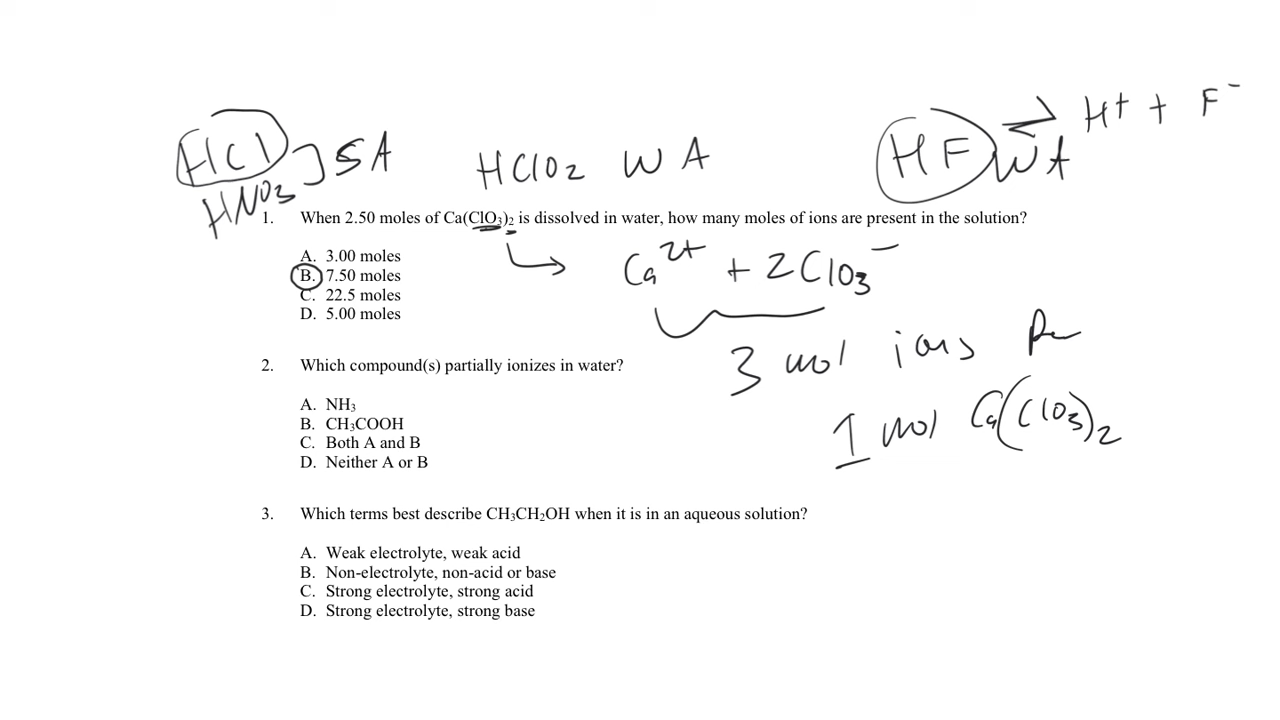 HCl ] SA
HNO3
HClO2 WA
HF WA ⇌ H+ + F-
1. When 2.50 moles of Ca(ClO₃)₂ is dissolved in water, how many moles of ions are present in the solution?
A. 3.00 moles
B. 7.50 moles
C. 22.5 moles
D. 5.00 moles
Ca2+ + 2ClO3-
3 mol ions per
1 mol Ca(ClO3)2
2. Which compound(s) partially ionizes in water?
A. NH₃
B. CH₃COOH
C. Both A and B
D. Neither A or B
3. Which terms best describe CH₃CH₂OH when it is in an aqueous solution?
A. Weak electrolyte, weak acid
B. Non-electrolyte, non-acid or base
C. Strong electrolyte, strong acid
D. Strong electrolyte, strong base